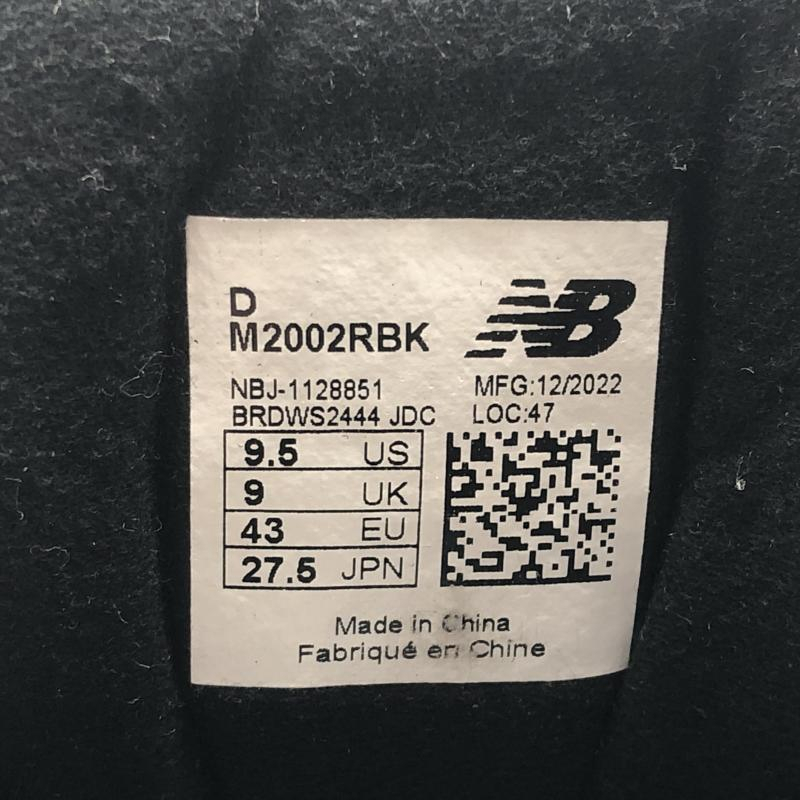 D
M2002RBK
NB
NBJ-1128851
MFG:12/2022
BRDWS2444 JDC
LOC:47
9.5 US
9 UK
43 EU
27.5 JPN
Made in China
Fabriqué en Chine